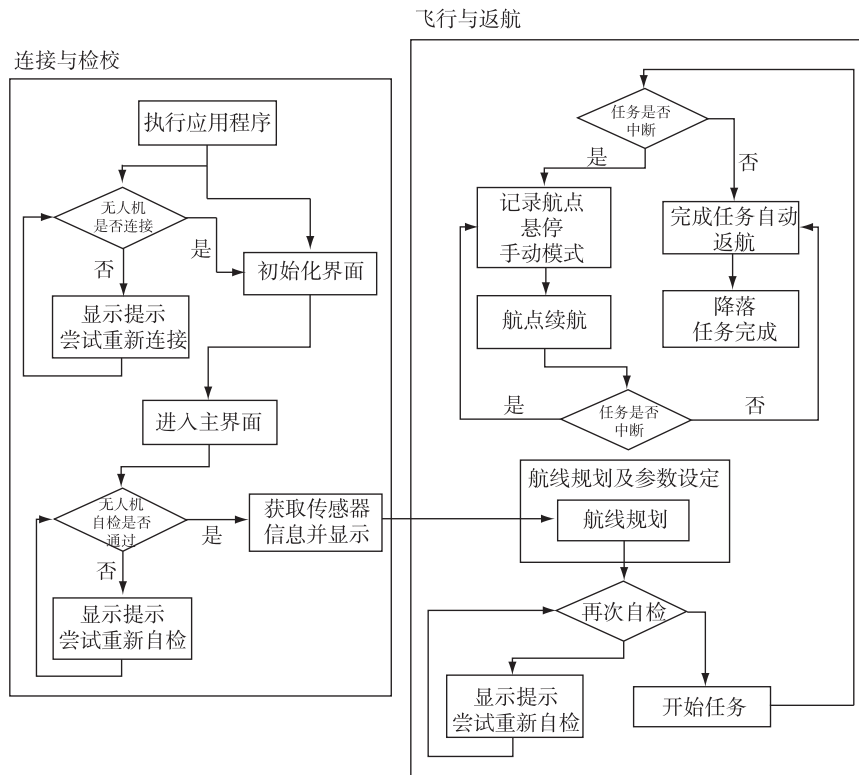 连接与检校
执行应用程序
无人机
是否连接
是
否
初始化界面
显示提示
尝试重新连接
进入主界面
无人机
自检是否
通过
是
否
获取传感器
信息并显示
显示提示
尝试重新自检
飞行与返航
任务是否
中断
是
否
记录航点
悬停
手动模式
完成任务自动
返航
航点续航
降落
任务完成
任务是否
中断
是
否
航线规划及参数设定
航线规划
再次自检
显示提示
尝试重新自检
开始任务